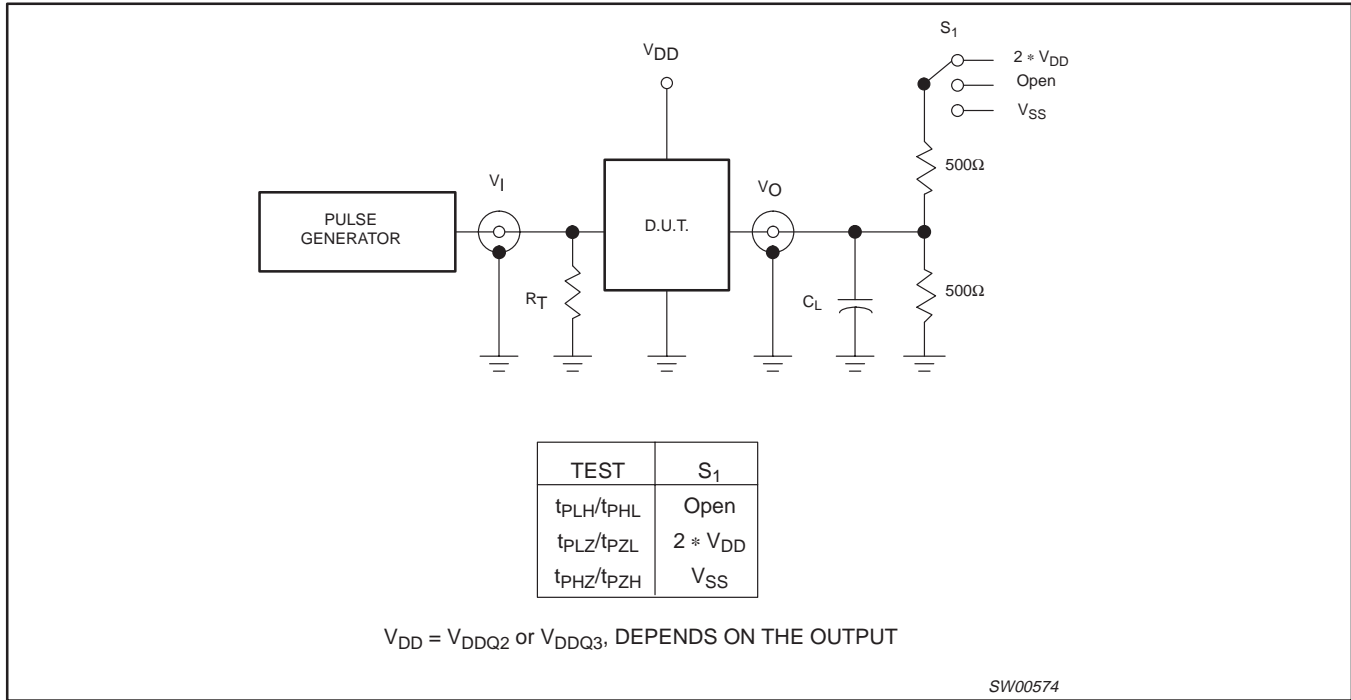 S1
2 * VDD
VDD
Open
VSS
500Ω
VI
VO
PULSE
GENERATOR
D.U.T.
RT
CL
500Ω
TEST S1
tPLH/tPHL Open
tPLZ/tPZL 2 * VDD
tPHZ/tPZH VSS
VDD = VDDQ2 or VDDQ3, DEPENDS ON THE OUTPUT
SW00574